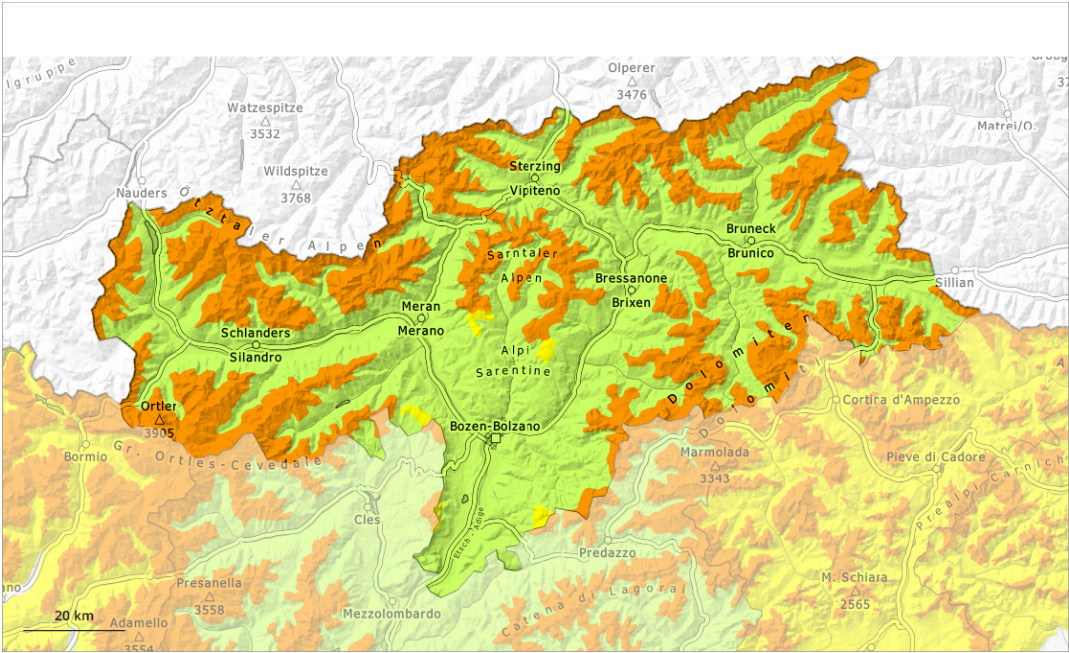 lgruppe
Olperer
3476
Watzespitze
3532
Matrei/O.
Wildspitze
3768
Nauders
Ötztaler Alpen
Sterzing
Vipiteno
Bruneck
Brunico
Sarntaler
Alpen
Bressanone
Brixen
Sillian
Meran
Merano
Schlanders
Silandro
Alpi
Sarentine
Dolomiten
Dolomiti
Ortler
3905
Cortina d'Ampezzo
Bozen-Bolzano
Gr. Ortles-Cevedale
Bormio
Marmolada
3343
Pieve di Cadore
Prealpi Carnich
Cles
Etsch - Adige
Predazzo
Presanella
3558
M. Schiara
2565
Mezzolombardo
Catena di Lagorai
20 km
Adamello
3554